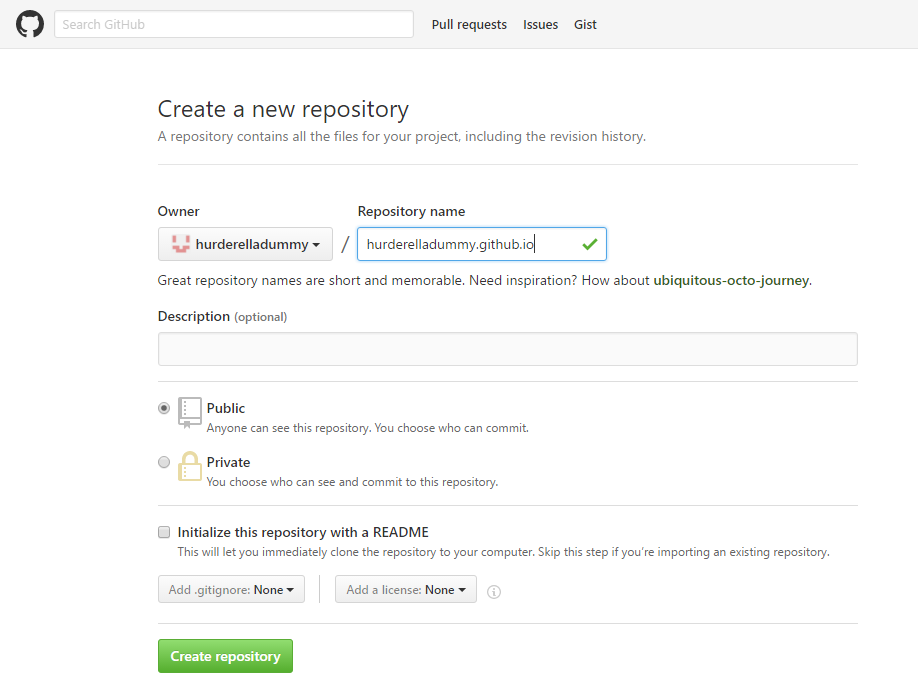 Search GitHub Pull requests Issues Gist
Create a new repository
A repository contains all the files for your project, including the revision history.
Owner Repository name
hurderelladummy / hurderelladummy.github.io
Great repository names are short and memorable. Need inspiration? How about ubiquitous-octo-journey.
Description (optional)
Public
Anyone can see this repository. You choose who can commit.
Private
You choose who can see and commit to this repository.
Initialize this repository with a README
This will let you immediately clone the repository to your computer. Skip this step if you’re importing an existing repository.
Add .gitignore: None Add a license: None
Create repository